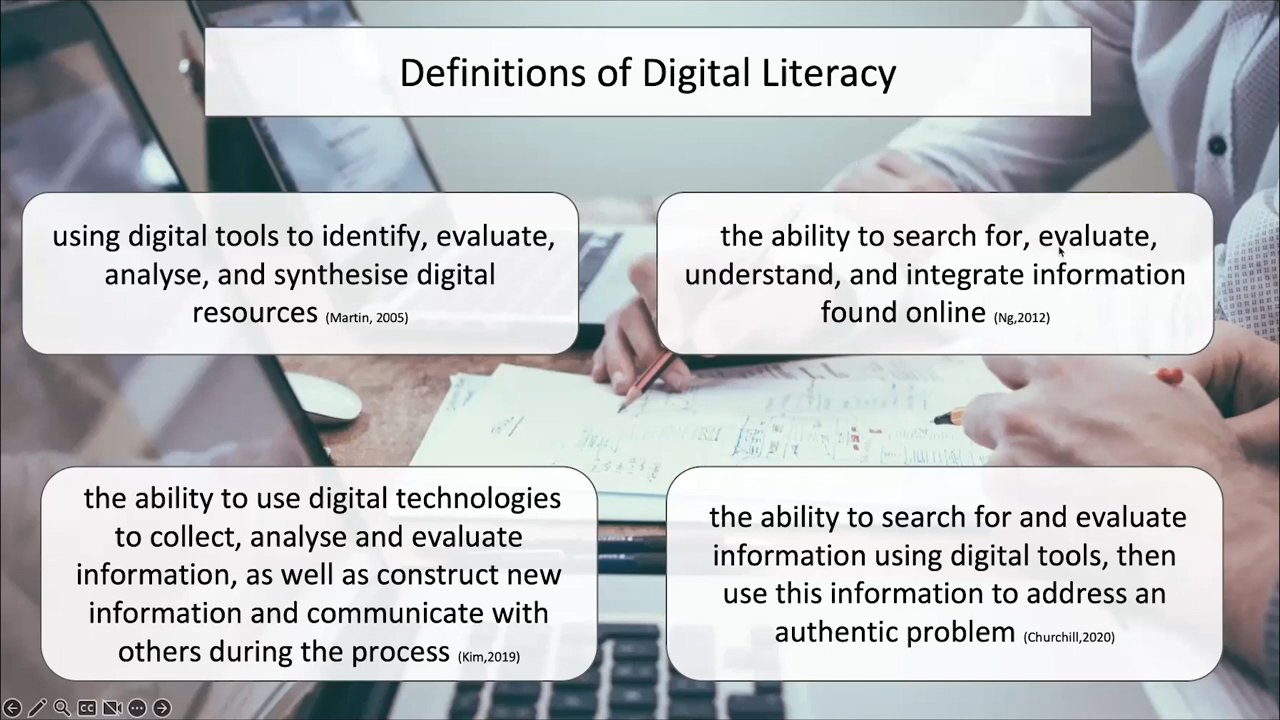 Definitions of Digital Literacy
using digital tools to identify, evaluate,
analyse, and synthesise digital
resources (Martin, 2005)
the ability to search for, evaluate,
understand, and integrate information
found online (Ng,2012)
the ability to use digital technologies
to collect, analyse and evaluate
information, as well as construct new
information and communicate with
others during the process (Kim,2019)
the ability to search for and evaluate
information using digital tools, then
use this information to address an
authentic problem (Churchill,2020)
CC